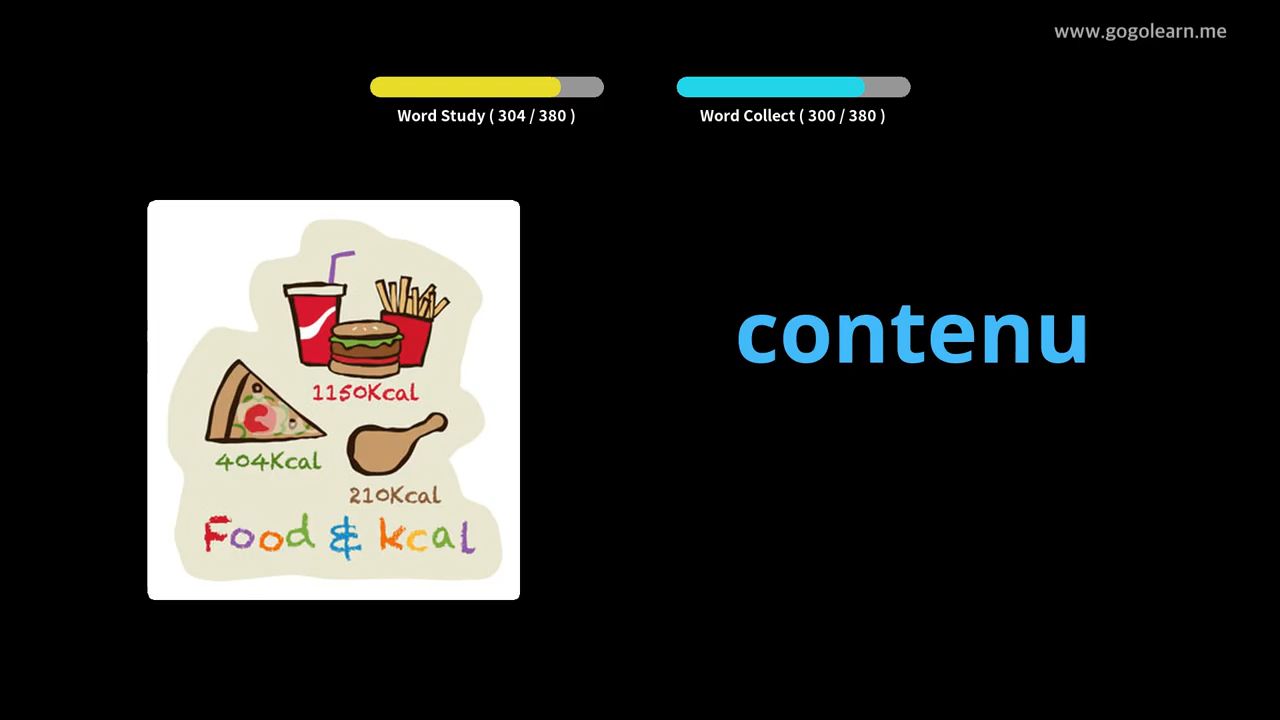 www.gogolearn.me
Word Study ( 304 / 380 )
Word Collect ( 300 / 380 )
1150Kcal
404Kcal
210Kcal
Food & kcal
contenu